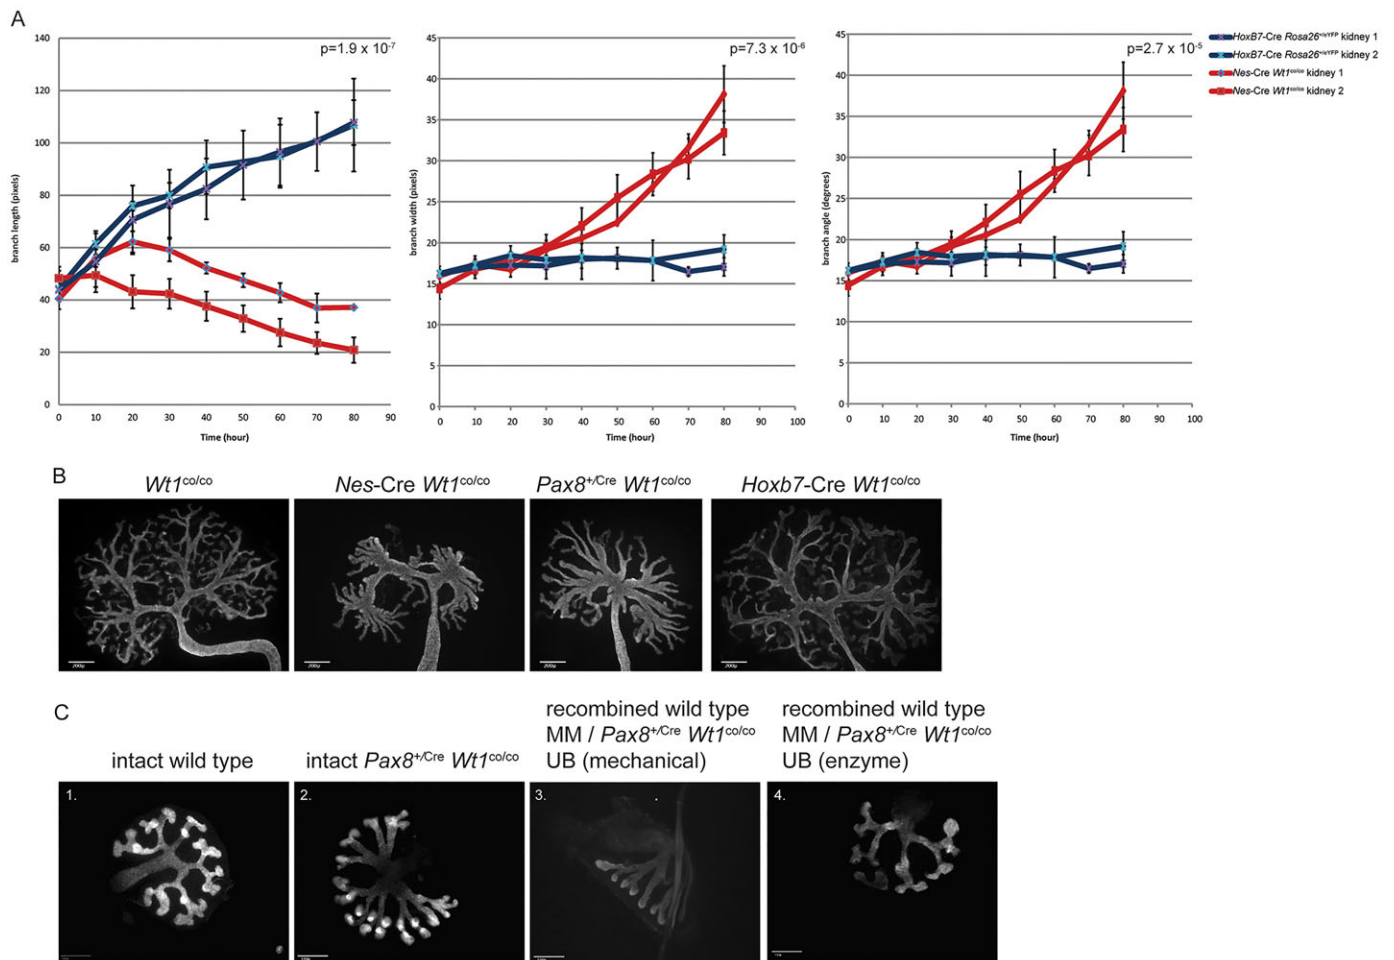 A
p=1.9 x 10-7
p=7.3 x 10-6
p=2.7 x 10-5
HoxB7-Cre Rosa26+/eYFP kidney 1
HoxB7-Cre Rosa26+/eYFP kidney 2
Nes-Cre Wt1co/co kidney 1
Nes-Cre Wt1co/co kidney 2
branch length (pixels)
140
120
100
80
60
40
20
0
0 10 20 30 40 50 60 70 80 90
Time (hour)
branch width (pixels)
45
40
35
30
25
20
15
10
5
0
0 10 20 30 40 50 60 70 80 90 100
Time (hour)
branch angle (degrees)
45
40
35
30
25
20
15
10
5
0
0 10 20 30 40 50 60 70 80 90 100
Time (hour)
B
Wt1co/co
Nes-Cre Wt1co/co
Pax8+/Cre Wt1co/co
Hoxb7-Cre Wt1co/co
200µ
200µ
200µ
200µ
C
intact wild type
intact Pax8+/Cre Wt1co/co
recombined wild type
MM / Pax8+/Cre Wt1co/co
UB (mechanical)
recombined wild type
MM / Pax8+/Cre Wt1co/co
UB (enzyme)
1.
2.
3.
4.